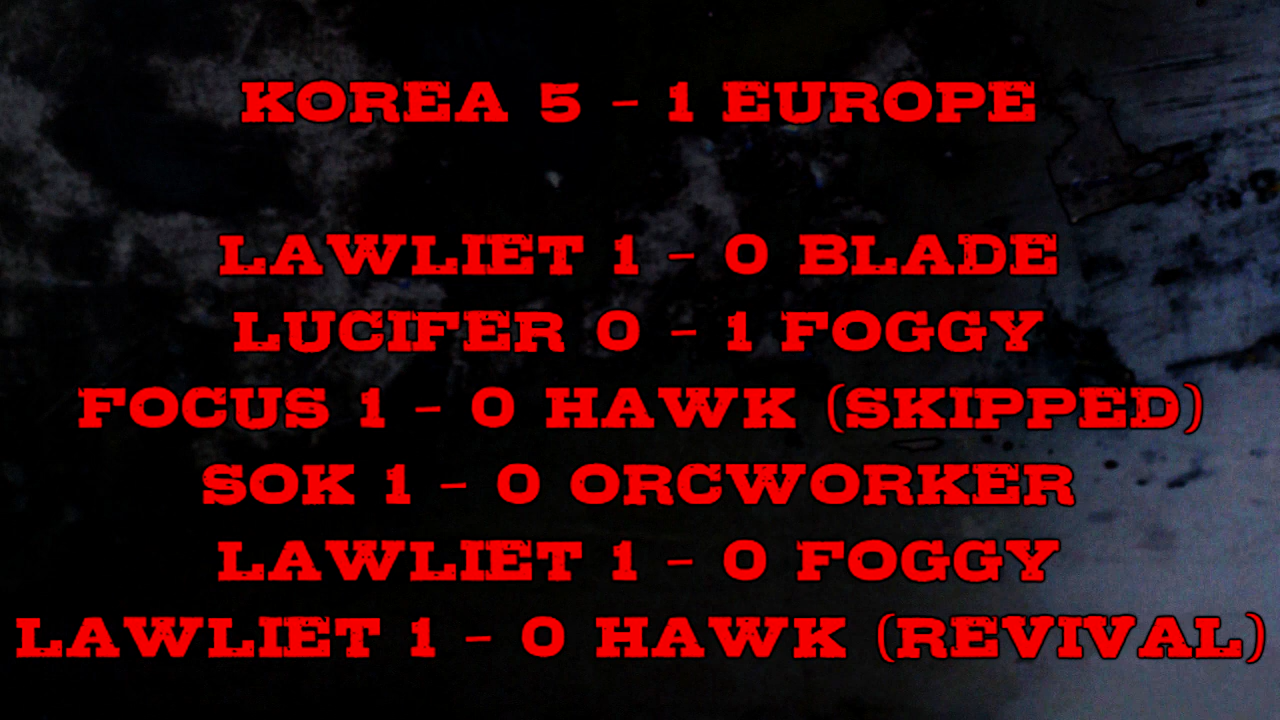 KOREA 5 - 1 EUROPE
LAWLIET 1 - 0 BLADE
LUCIFER 0 - 1 FOGGY
FOCUS 1 - 0 HAWK (SKIPPED)
SOK 1 - 0 ORCWORKER
LAWLIET 1 - 0 FOGGY
LAWLIET 1 - 0 HAWK (REVIVAL)